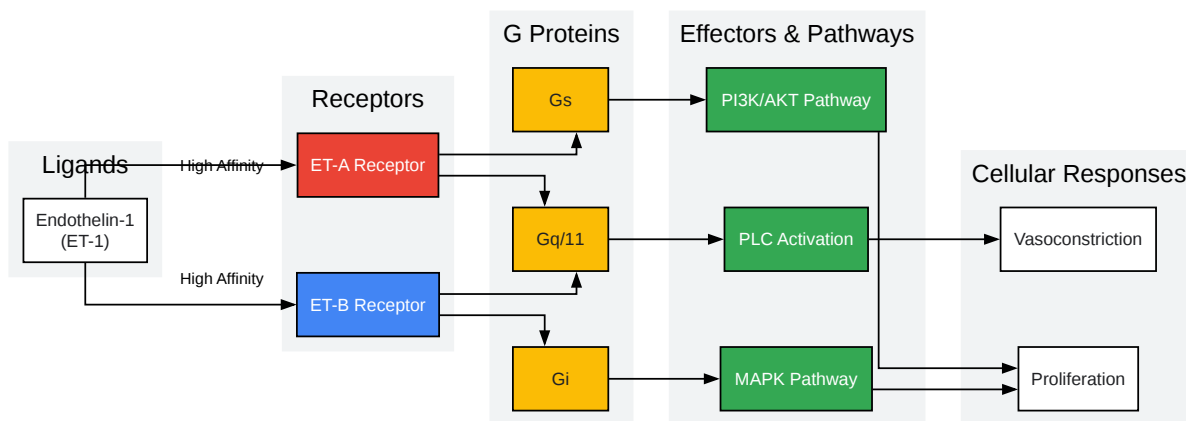 G Proteins
Effectors & Pathways
Receptors
Gs
PI3K/AKT Pathway
Ligands
High Affinity
ET-A Receptor
Cellular Responses
Endothelin-1
(ET-1)
Gq/11
PLC Activation
Vasoconstriction
High Affinity
ET-B Receptor
Gi
MAPK Pathway
Proliferation